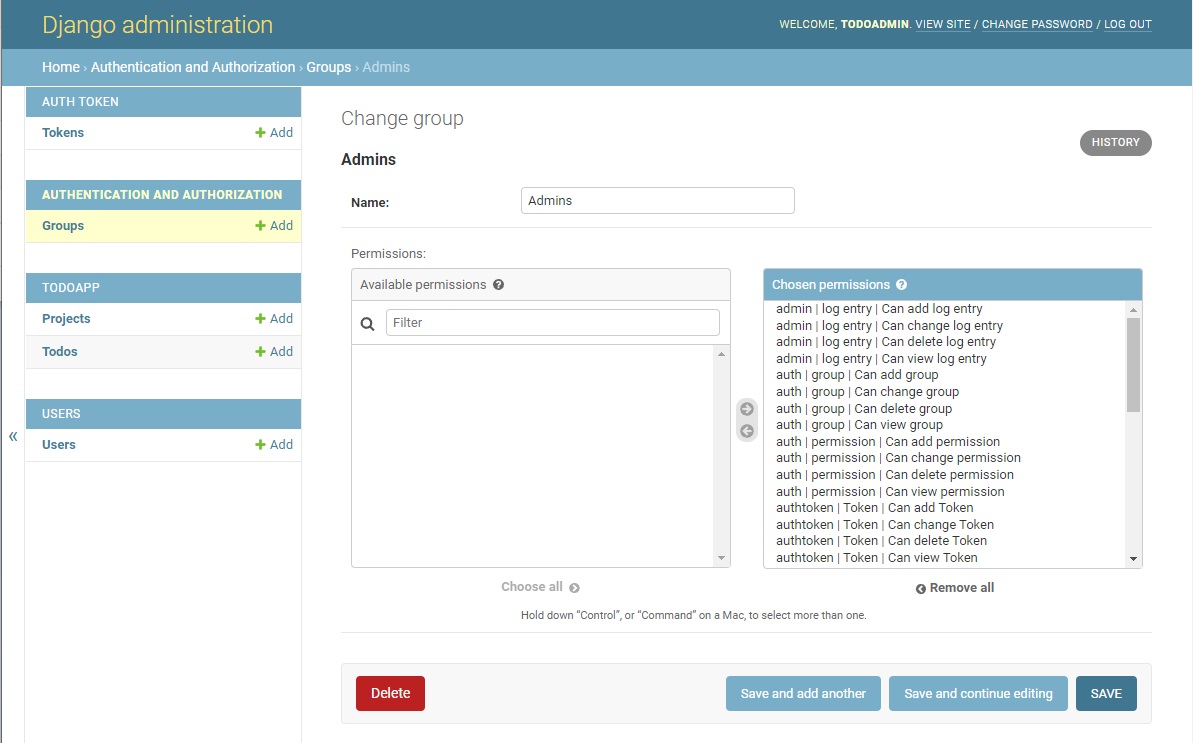 Django administration
WELCOME, TODOADMIN. VIEW SITE / CHANGE PASSWORD / LOG OUT
Home › Authentication and Authorization › Groups › Admins
AUTH TOKEN
Tokens + Add
AUTHENTICATION AND AUTHORIZATION
Groups + Add
TODOAPP
Projects + Add
Todos + Add
USERS
Users + Add
«
Change group
HISTORY
Admins
Name: Admins
Permissions:
Available permissions ?
Filter
Choose all
Chosen permissions ?
admin | log entry | Can add log entry
admin | log entry | Can change log entry
admin | log entry | Can delete log entry
admin | log entry | Can view log entry
auth | group | Can add group
auth | group | Can change group
auth | group | Can delete group
auth | group | Can view group
auth | permission | Can add permission
auth | permission | Can change permission
auth | permission | Can delete permission
auth | permission | Can view permission
authtoken | Token | Can add Token
authtoken | Token | Can change Token
authtoken | Token | Can delete Token
authtoken | Token | Can view Token
Remove all
Hold down “Control”, or “Command” on a Mac, to select more than one.
Delete
Save and add another
Save and continue editing
SAVE